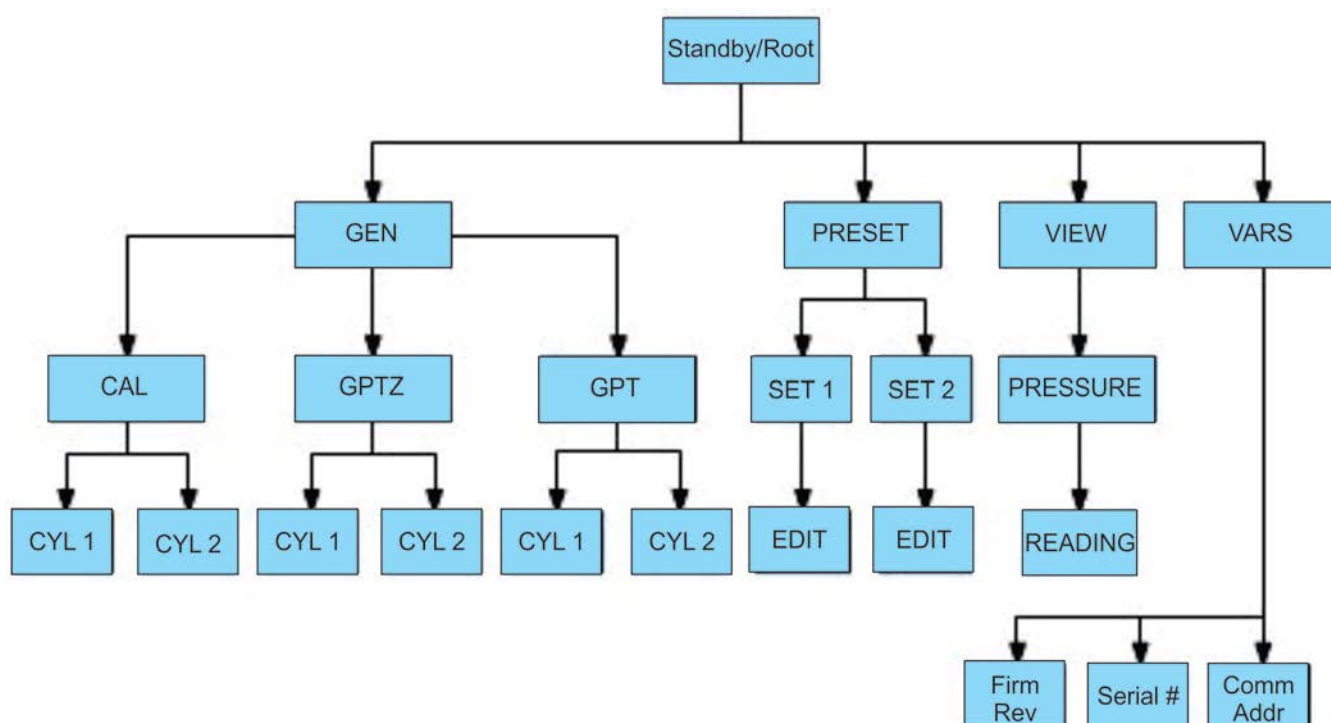 Standby/Root
GEN
PRESET
VIEW
VARS
CAL
GPTZ
GPT
SET 1
SET 2
PRESSURE
CYL 1
CYL 2
CYL 1
CYL 2
CYL 1
CYL 2
EDIT
EDIT
READING
Firm
Rev
Serial #
Comm
Addr